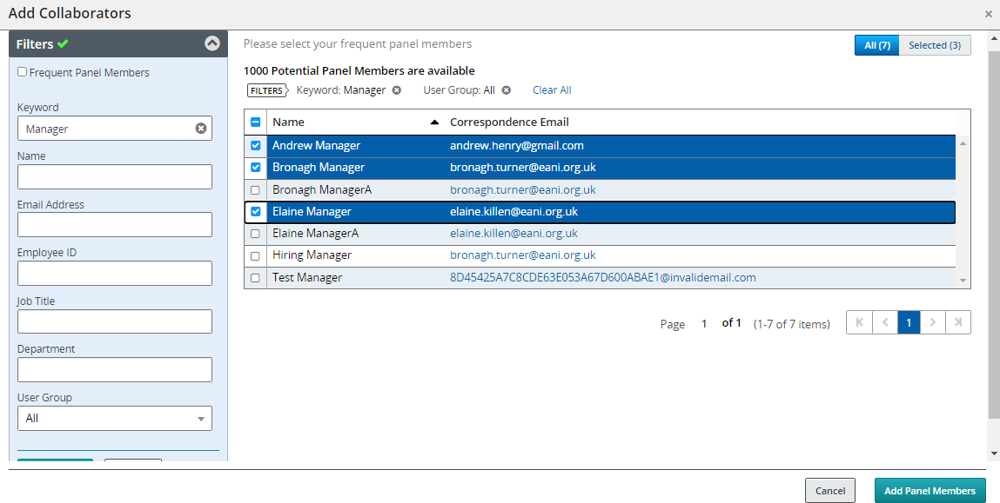 Add Collaborators
Filters
Frequent Panel Members
Keyword
Manager
Name
Email Address
Employee ID
Job Title
Department
User Group
All
Please select your frequent panel members
All (7) Selected (3)
1000 Potential Panel Members are available
FILTERS Keyword: Manager User Group: All Clear All
Name Correspondence Email
Andrew Manager andrew.henry@gmail.com
Bronagh Manager bronagh.turner@eani.org.uk
Bronagh ManagerA bronagh.turner@eani.org.uk
Elaine Manager elaine.killen@eani.org.uk
Elaine ManagerA elaine.killen@eani.org.uk
Hiring Manager bronagh.turner@eani.org.uk
Test Manager 8D45425A7C8CDE63E053A67D600ABAE1@invalidemail.com
Page 1 of 1 (1-7 of 7 items) 1
Cancel Add Panel Members